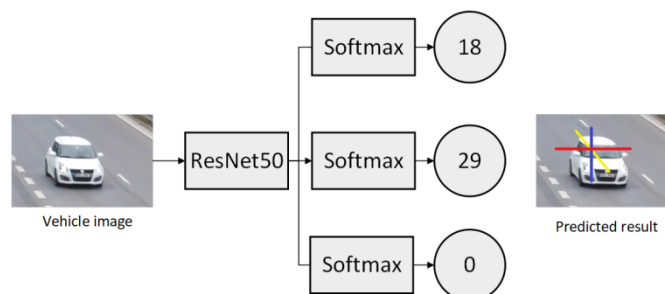 Softmax
18
ResNet50
Softmax
29
Vehicle image
Predicted result
Softmax
0